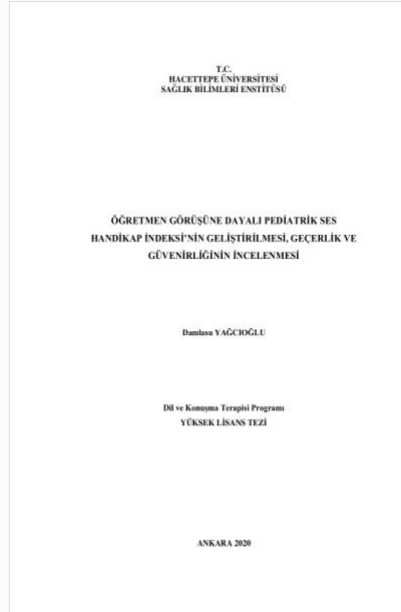 T.C.
HACETTEPE ÜNİVERSİTESİ
SAĞLIK BİLİMLERİ ENSTİTÜSÜ
ÖĞRETMEN GÖRÜŞÜNE DAYALI PEDİATRİK SES
HANDİKAP İNDEKSİ'NİN GELİŞTİRİLMESİ, GEÇERLİK VE
GÜVENİRLİĞİNİN İNCELENMESİ
Damlasu YAĞCIOĞLU
Dil ve Konuşma Terapisi Programı
YÜKSEK LİSANS TEZİ
ANKARA 2020